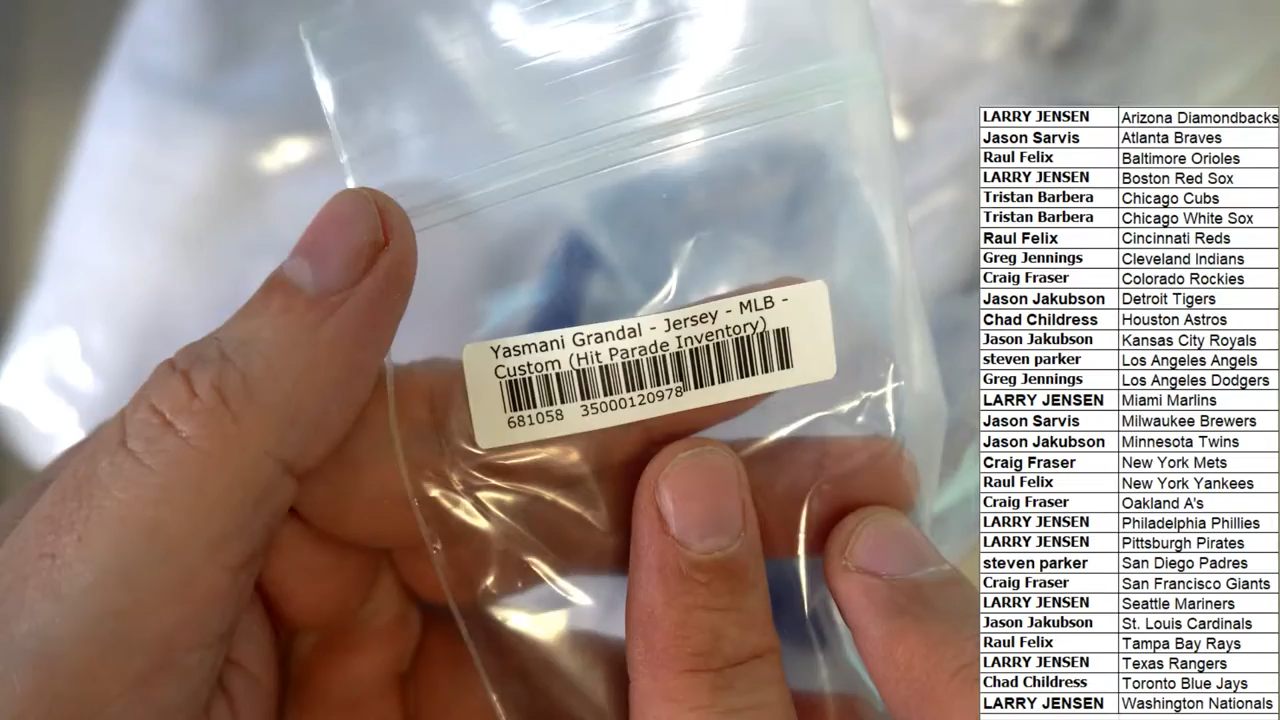 Yasmani Grandal - Jersey - MLB -
Custom (Hit Parade Inventory)
681058 35000120978
LARRY JENSEN Arizona Diamondbacks
Jason Sarvis Atlanta Braves
Raul Felix Baltimore Orioles
LARRY JENSEN Boston Red Sox
Tristan Barbera Chicago Cubs
Tristan Barbera Chicago White Sox
Raul Felix Cincinnati Reds
Greg Jennings Cleveland Indians
Craig Fraser Colorado Rockies
Jason Jakubson Detroit Tigers
Chad Childress Houston Astros
Jason Jakubson Kansas City Royals
steven parker Los Angeles Angels
Greg Jennings Los Angeles Dodgers
LARRY JENSEN Miami Marlins
Jason Sarvis Milwaukee Brewers
Jason Jakubson Minnesota Twins
Craig Fraser New York Mets
Raul Felix New York Yankees
Craig Fraser Oakland A's
LARRY JENSEN Philadelphia Phillies
LARRY JENSEN Pittsburgh Pirates
steven parker San Diego Padres
Craig Fraser San Francisco Giants
LARRY JENSEN Seattle Mariners
Jason Jakubson St. Louis Cardinals
Raul Felix Tampa Bay Rays
LARRY JENSEN Texas Rangers
Chad Childress Toronto Blue Jays
LARRY JENSEN Washington Nationals